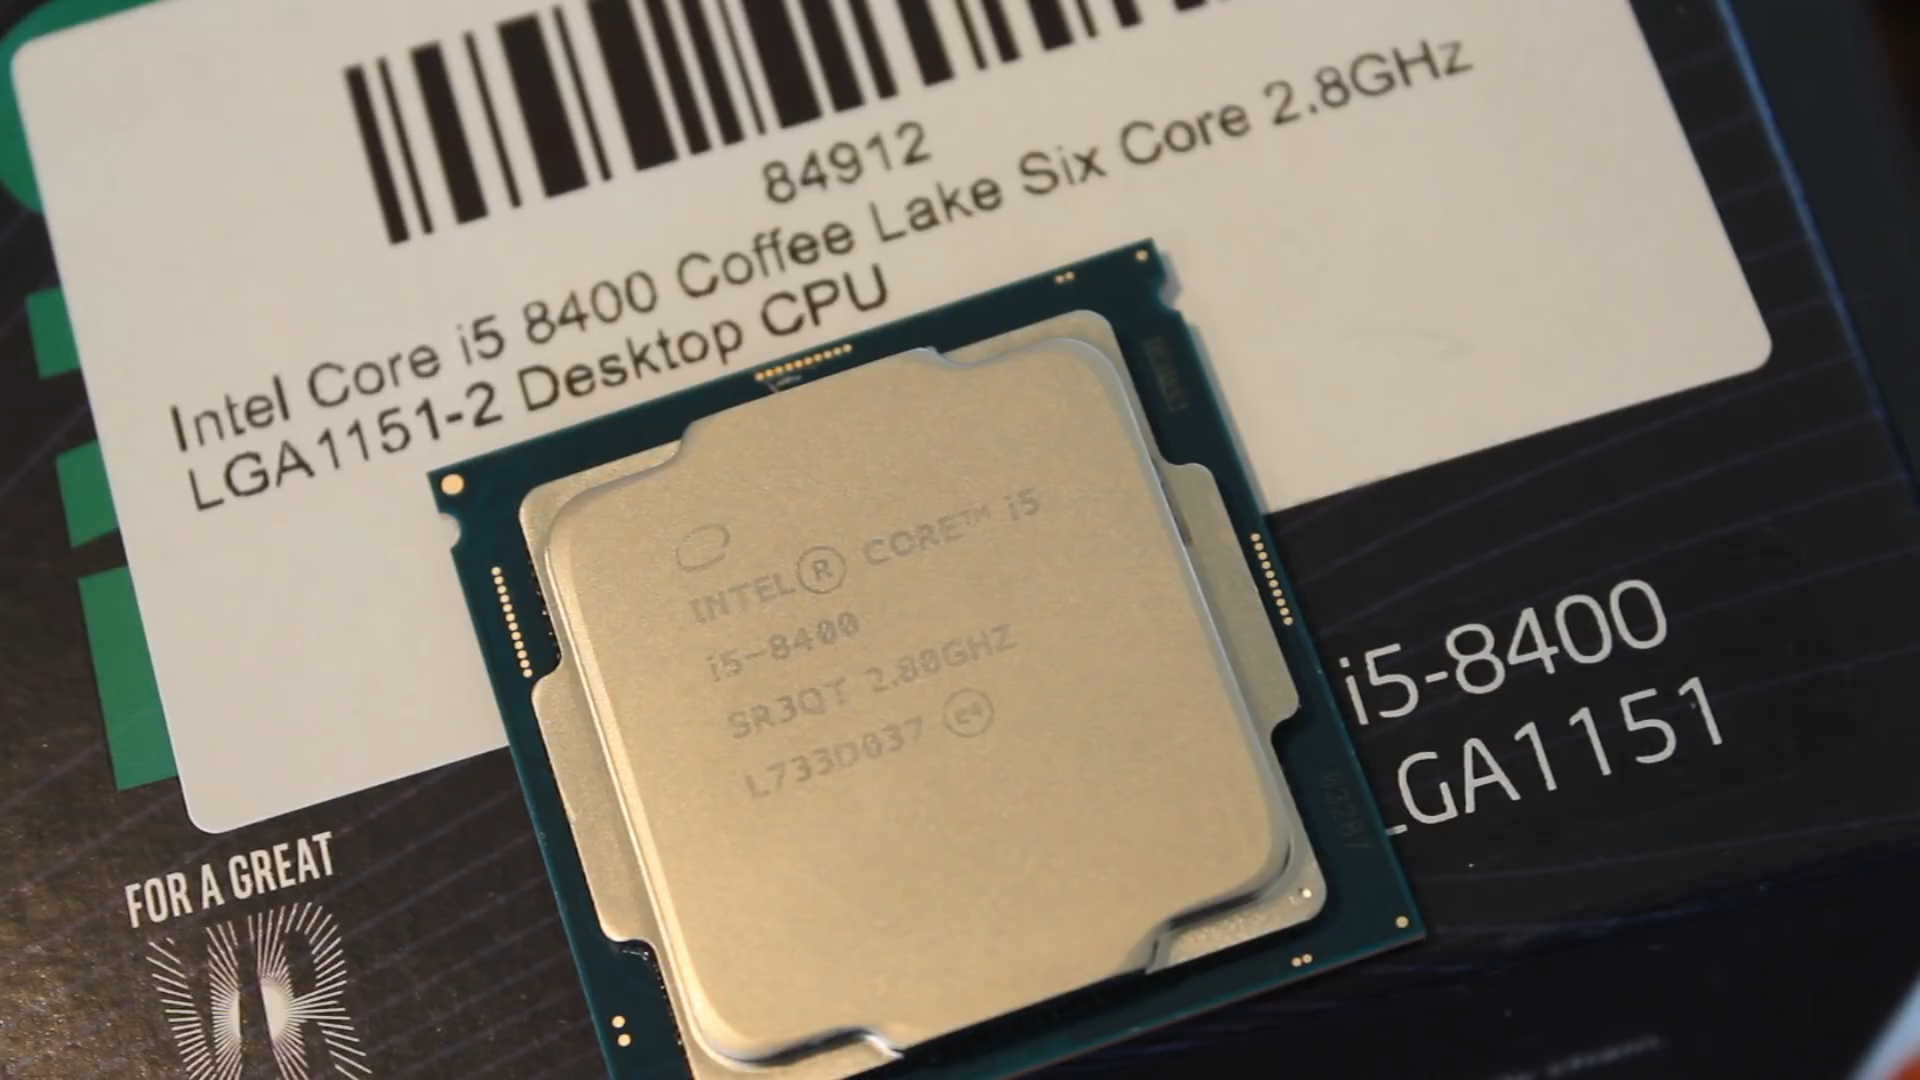 84912
Intel Core i5 8400 Coffee Lake Six Core 2.8GHz
LGA1151-2 Desktop CPU
INTEL® CORE™ i5
i5-8400
SR3QT 2.80GHZ
L733D037 e4
i5-8400
LGA1151
FOR A GREAT
VR